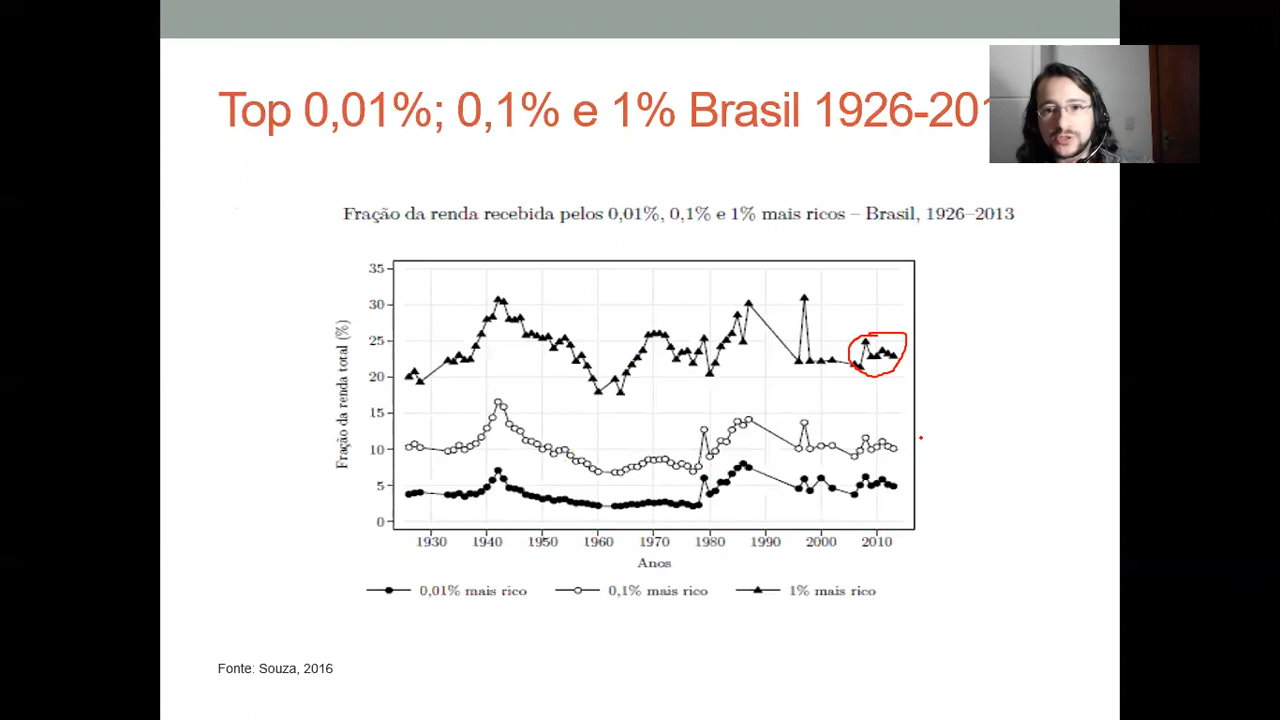 Top 0,01%; 0,1% e 1% Brasil 1926-201
Fração da renda recebida pelos 0,01%, 0,1% e 1% mais ricos – Brasil, 1926–2013
Fração da renda total (%)
35
30
25
20
15
10
5
0
1930 1940 1950 1960 1970 1980 1990 2000 2010
Anos
0,01% mais rico 0,1% mais rico 1% mais rico
Fonte: Souza, 2016